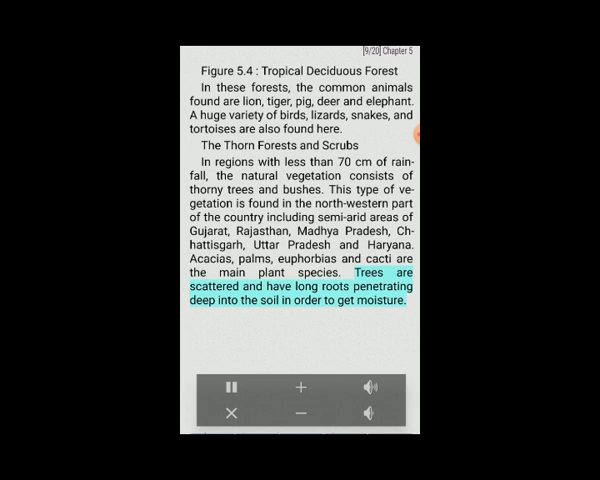 [9/20] Chapter 5
Figure 5.4 : Tropical Deciduous Forest
In these forests, the common animals
found are lion, tiger, pig, deer and elephant.
A huge variety of birds, lizards, snakes, and
tortoises are also found here.
The Thorn Forests and Scrubs
In regions with less than 70 cm of rain-
fall, the natural vegetation consists of
thorny trees and bushes. This type of ve-
getation is found in the north-western part
of the country including semi-arid areas of
Gujarat, Rajasthan, Madhya Pradesh, Ch-
hattisgarh, Uttar Pradesh and Haryana.
Acacias, palms, euphorbias and cacti are
the main plant species. Trees are
scattered and have long roots penetrating
deep into the soil in order to get moisture.